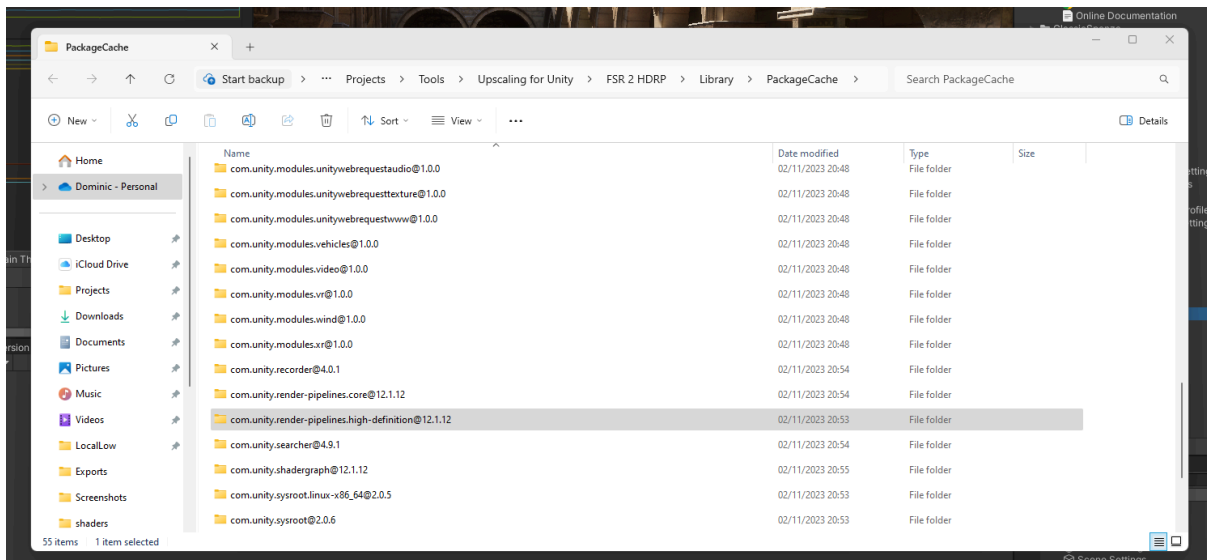 Online Documentation
PackageCache
Start backup > ··· Projects > Tools > Upscaling for Unity > FSR 2 HDRP > Library > PackageCache > Search PackageCache
New Sort View ··· Details
Name Date modified Type Size
Home
Dominic - Personal
Desktop
iCloud Drive
Projects
Downloads
Documents
Pictures
Music
Videos
LocalLow
Exports
Screenshots
shaders
com.unity.modules.unitywebrequestaudio@1.0.0 02/11/2023 20:48 File folder
com.unity.modules.unitywebrequesttexture@1.0.0 02/11/2023 20:48 File folder
com.unity.modules.unitywebrequestwww@1.0.0 02/11/2023 20:48 File folder
com.unity.modules.vehicles@1.0.0 02/11/2023 20:48 File folder
com.unity.modules.video@1.0.0 02/11/2023 20:48 File folder
com.unity.modules.vr@1.0.0 02/11/2023 20:48 File folder
com.unity.modules.wind@1.0.0 02/11/2023 20:48 File folder
com.unity.modules.xr@1.0.0 02/11/2023 20:48 File folder
com.unity.recorder@4.0.1 02/11/2023 20:54 File folder
com.unity.render-pipelines.core@12.1.12 02/11/2023 20:54 File folder
com.unity.render-pipelines.high-definition@12.1.12 02/11/2023 20:53 File folder
com.unity.searcher@4.9.1 02/11/2023 20:54 File folder
com.unity.shadergraph@12.1.12 02/11/2023 20:55 File folder
com.unity.sysroot.linux-x86_64@2.0.5 02/11/2023 20:53 File folder
com.unity.sysroot@2.0.6 02/11/2023 20:53 File folder
55 items 1 item selected